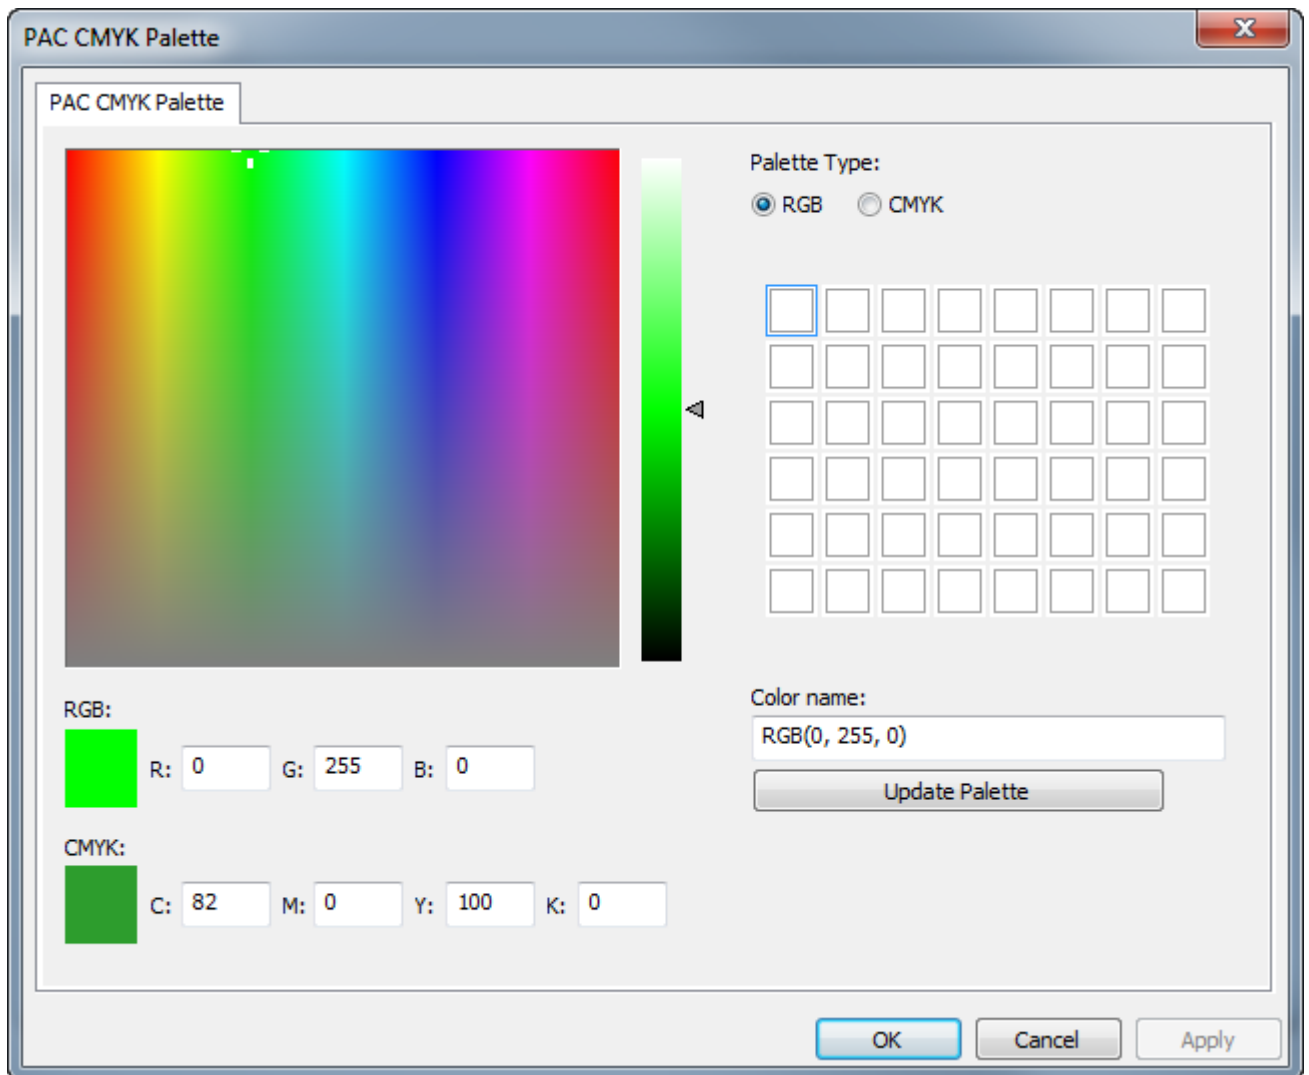 PAC CMYK Palette
PAC CMYK Palette
Palette Type:
RGB CMYK
Color name:
RGB(0, 255, 0)
Update Palette
RGB:
R: 0 G: 255 B: 0
CMYK:
C: 82 M: 0 Y: 100 K: 0
OK Cancel Apply